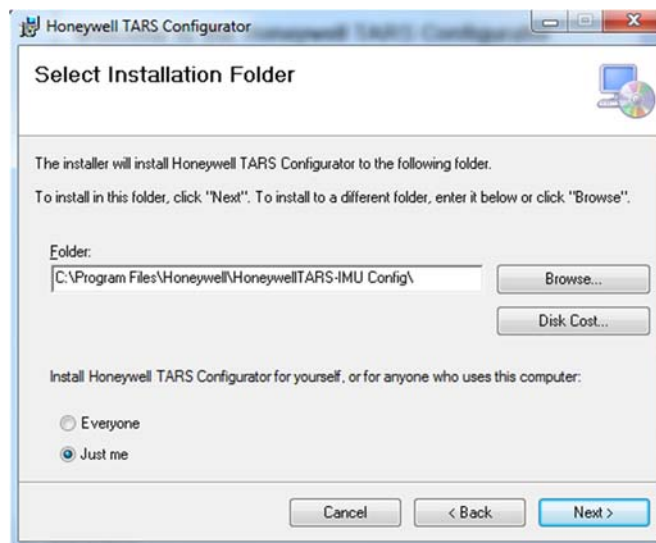 Honeywell TARS Configurator
Select Installation Folder
The installer will install Honeywell TARS Configurator to the following folder.
To install in this folder, click "Next". To install to a different folder, enter it below or click "Browse".
Folder:
C:\Program Files\Honeywell\HoneywellTARS-IMU Config\
Browse...
Disk Cost...
Install Honeywell TARS Configurator for yourself, or for anyone who uses this computer:
Everyone
Just me
Cancel
< Back
Next >